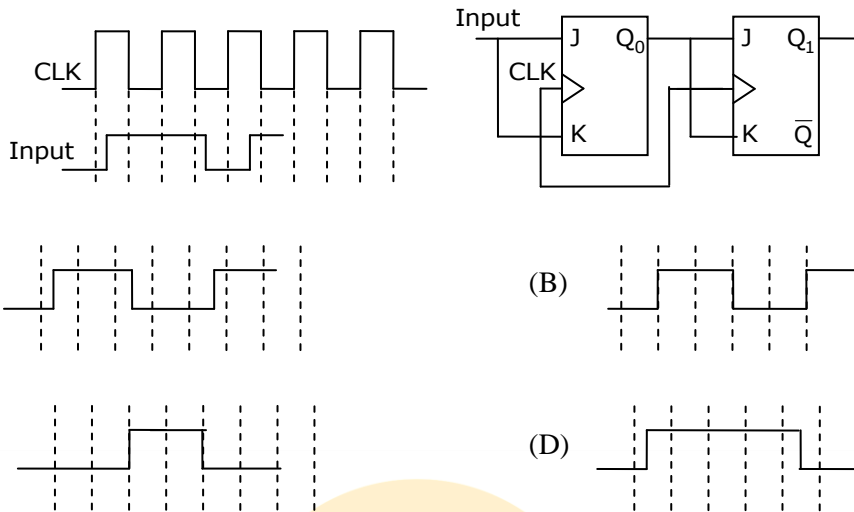 Input
J Q₀ J Q₁
CLK CLK
Input
K K Q̅
(B)
(D)